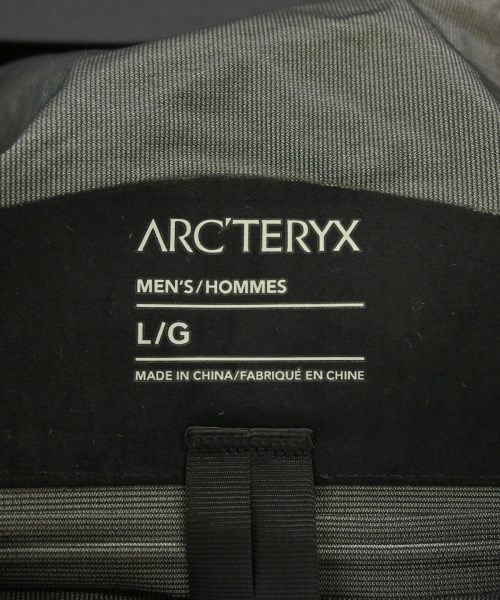 ARC'TERYX
MEN'S/HOMMES
L/G
MADE IN CHINA/FABRIQUÉ EN CHINE